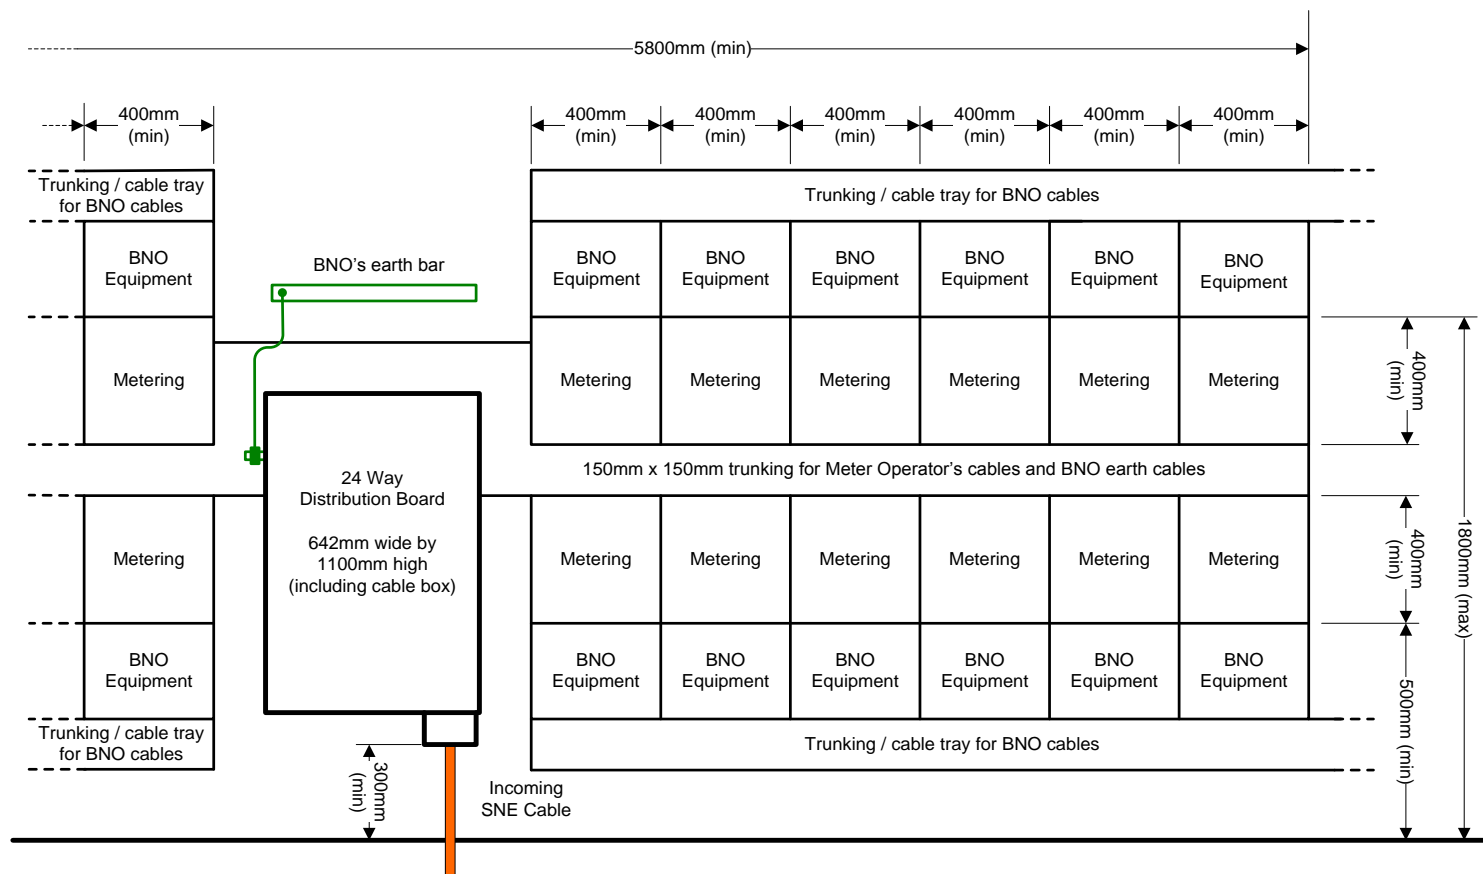 5800mm (min)
400mm
(min)
400mm
(min)
400mm
(min)
400mm
(min)
400mm
(min)
400mm
(min)
400mm
(min)
Trunking / cable tray
for BNO cables
Trunking / cable tray for BNO cables
BNO
Equipment
BNO's earth bar
BNO
Equipment
BNO
Equipment
BNO
Equipment
BNO
Equipment
BNO
Equipment
BNO
Equipment
Metering
Metering
Metering
Metering
Metering
Metering
Metering
400mm
(min)
150mm x 150mm trunking for Meter Operator's cables and BNO earth cables
24 Way
Distribution Board
642mm wide by
1100mm high
(including cable box)
Metering
Metering
Metering
Metering
Metering
Metering
Metering
400mm
(min)
1800mm (max)
BNO
Equipment
BNO
Equipment
BNO
Equipment
BNO
Equipment
BNO
Equipment
BNO
Equipment
BNO
Equipment
500mm (min)
Trunking / cable tray
for BNO cables
Trunking / cable tray for BNO cables
300mm
(min)
Incoming
SNE Cable